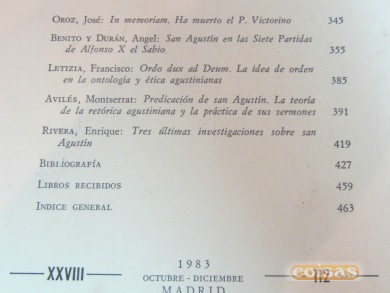 OROZ, José: In memoriam. Ha muerto el P. Victorino 345
BENITO Y DURÁN, Angel: San Agustín en las Siete Partidas
de Alfonso X el Sabio 355
LETIZIA, Francisco: Ordo dux ad Deum. La idea de orden
en la ontología y ética agustinianas 385
AVILÉS, Montserrat: Predicación de san Agustín. La teoría
de la retórica agustiniana y la práctica de sus sermones 391
RIVERA, Enrique: Tres últimas investigaciones sobre san
Agustín 419
BIBLIOGRAFÍA 427
LIBROS RECIBIDOS 459
INDICE GENERAL 463
XXVIII
1983
OCTUBRE - DICIEMBRE
MADRID
112